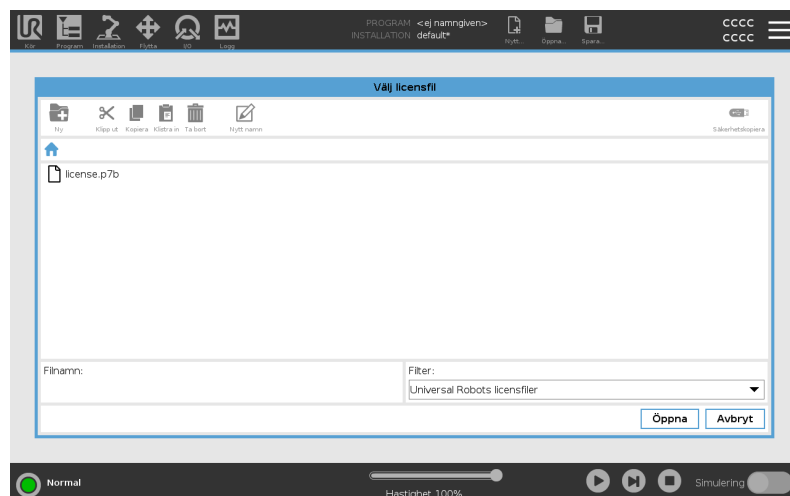 PROGRAM <ej namngiven>
INSTALLATION default*
CCCC
CCCC
Kör Program Installation Flytta I/O Logg
Nytt... Öppna... Spara...
Välj licensfil
Ny Klipp ut Kopiera Klistra in Ta bort Nytt namn Säkerhetskopiera
license.p7b
Filnamn:
Filter:
Universal Robots licensfiler
Öppna Avbryt
Normal
Hastighet 100%
Simulering